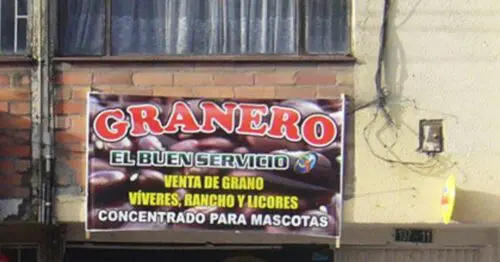 GRANERO
EL BUEN SERVICIO
VENTA DE GRANO
VÍVERES, RANCHO Y LICORES
CONCENTRADO PARA MASCOTAS